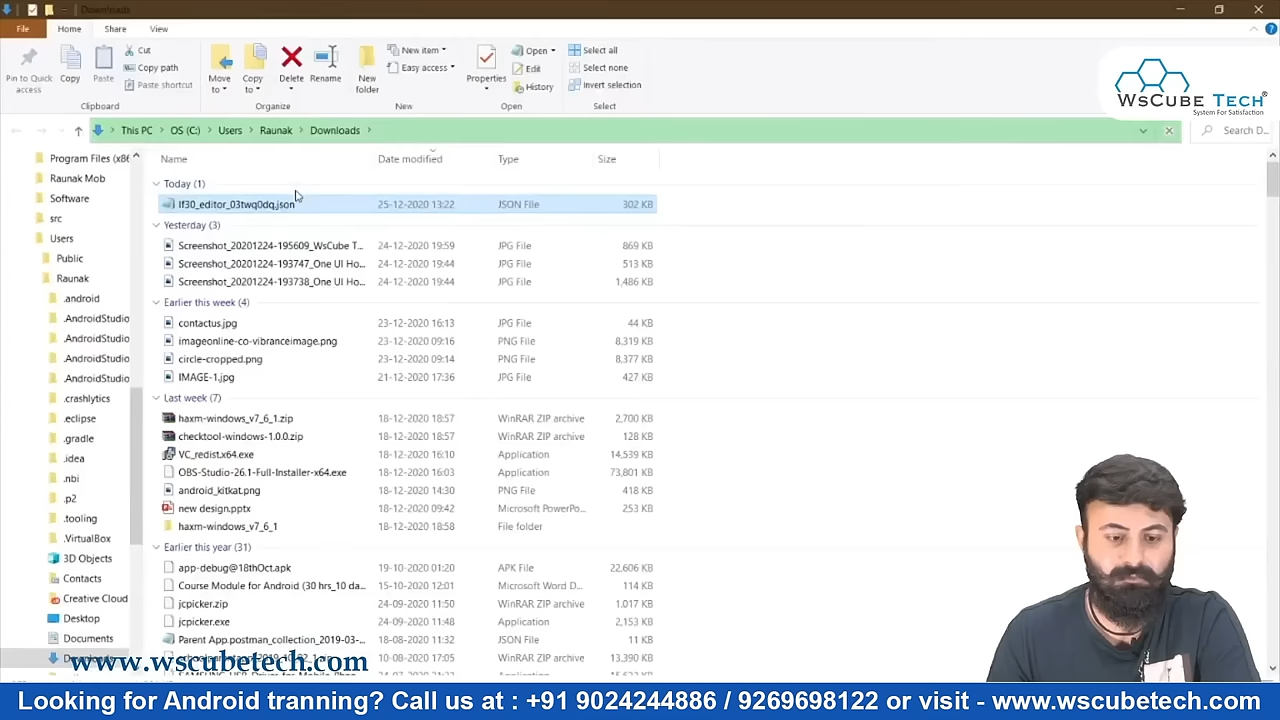 Downloads
File Home Share View
Pin to Quick access
Copy
Paste
Cut
Copy path
Paste shortcut
Clipboard
Move to
Copy to
Delete
Rename
Organize
New folder
New item
Easy access
New
Properties
Open
Edit
History
Open
Select all
Select none
Invert selection
Select
WsCube Tech®
System For Satisfaction
This PC > OS (C:) > Users > Raunak > Downloads >
Search D...
Program Files (x86
Raunak Mob
Software
src
Users
Public
Raunak
.android
.AndroidStudio
.AndroidStudio
.AndroidStudio
.AndroidStudio
.crashlytics
.eclipse
.gradle
.idea
.nbi
.p2
.tooling
.VirtualBox
3D Objects
Contacts
Creative Cloud
Desktop
Documents
Name Date modified Type Size
Today (1)
lf30_editor_03twq0dq.json 25-12-2020 13:22 JSON File 302 KB
Yesterday (3)
Screenshot_20201224-195609_WsCube T... 24-12-2020 19:59 JPG File 869 KB
Screenshot_20201224-193747_One UI Ho... 24-12-2020 19:44 JPG File 513 KB
Screenshot_20201224-193738_One UI Ho... 24-12-2020 19:44 JPG File 1,486 KB
Earlier this week (4)
contactus.jpg 23-12-2020 16:13 JPG File 44 KB
imageonline-co-vibranceimage.png 23-12-2020 09:16 PNG File 8,319 KB
circle-cropped.png 23-12-2020 09:14 PNG File 8,377 KB
IMAGE-1.jpg 21-12-2020 17:36 JPG File 427 KB
Last week (7)
haxm-windows_v7_6_1.zip 18-12-2020 18:57 WinRAR ZIP archive 2,700 KB
checktool-windows-1.0.0.zip 18-12-2020 18:57 WinRAR ZIP archive 128 KB
VC_redist.x64.exe 18-12-2020 16:10 Application 14,539 KB
OBS-Studio-26.1-Full-Installer-x64.exe 18-12-2020 16:03 Application 73,801 KB
android_kitkat.png 18-12-2020 14:30 PNG File 418 KB
new design.pptx 18-12-2020 09:42 Microsoft PowerPo... 253 KB
haxm-windows_v7_6_1 18-12-2020 18:58 File folder
Earlier this year (31)
app-debug@18thOct.apk 19-10-2020 01:20 APK File 22,606 KB
Course Module for Android (30 hrs_10 da... 15-10-2020 12:01 Microsoft Word D... 114 KB
jcpicker.zip 24-09-2020 11:50 WinRAR ZIP archive 1,017 KB
jcpicker.exe 24-09-2020 11:48 Application 2,153 KB
Parent App.postman_collection_2019-03-... 18-08-2020 11:32 JSON File 11 KB
10-08-2020 17:05 WinRAR ZIP archive 13,390 KB
www.wscubetech.com
Looking for Android tranning? Call us at : +91 9024244886 / 9269698122 or visit - www.wscubetech.com